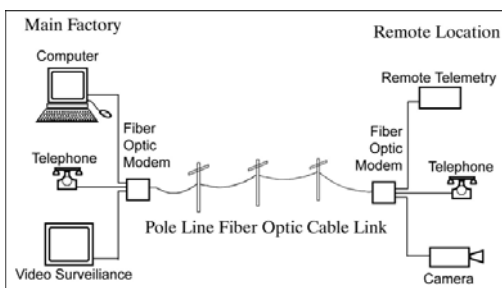 Main Factory
Computer
Fiber
Optic
Modem
Telephone
Video Surveiliance
Pole Line Fiber Optic Cable Link
Remote Location
Remote Telemetry
Fiber
Optic
Modem
Telephone
Camera